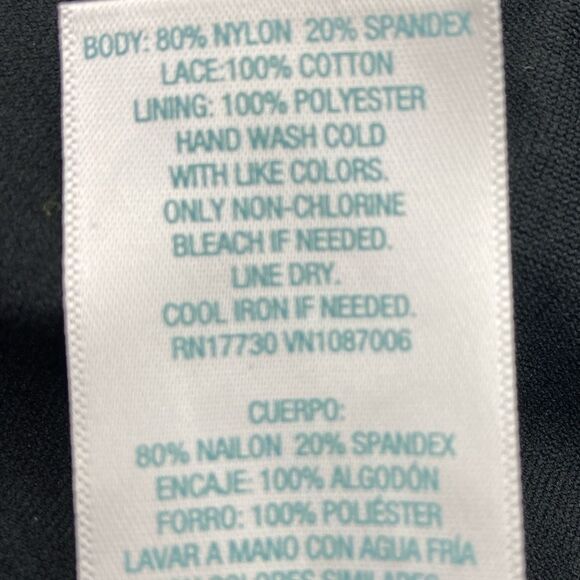 BODY: 80% NYLON 20% SPANDEX
LACE:100% COTTON
LINING: 100% POLYESTER
HAND WASH COLD
WITH LIKE COLORS.
ONLY NON-CHLORINE
BLEACH IF NEEDED.
LINE DRY.
COOL IRON IF NEEDED.
RN17730 VN1087006
CUERPO:
80% NAILON 20% SPANDEX
ENCAJE: 100% ALGODÓN
FORRO: 100% POLIÉSTER
LAVAR A MANO CON AGUA FRÍA
COLORES SIMILARES